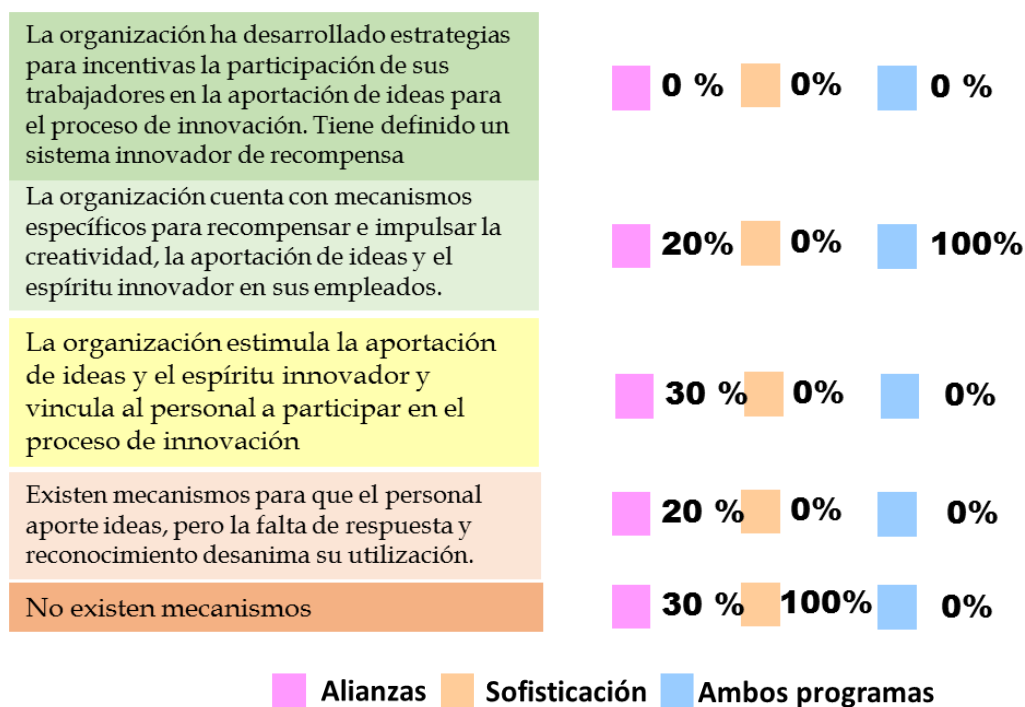 La organización ha desarrollado estrategias
para incentivas la participación de sus
trabajadores en la aportación de ideas para
el proceso de innovación. Tiene definido un
sistema innovador de recompensa
0 % 0% 0 %
La organización cuenta con mecanismos
específicos para recompensar e impulsar la
creatividad, la aportación de ideas y el
espíritu innovador en sus empleados.
20% 0% 100%
La organización estimula la aportación
de ideas y el espíritu innovador y
vincula al personal a participar en el
proceso de innovación
30 % 0% 0%
Existen mecanismos para que el personal
aporte ideas, pero la falta de respuesta y
reconocimiento desanima su utilización.
20 % 0% 0%
No existen mecanismos
30 % 100% 0%
Alianzas Sofisticación Ambos programas